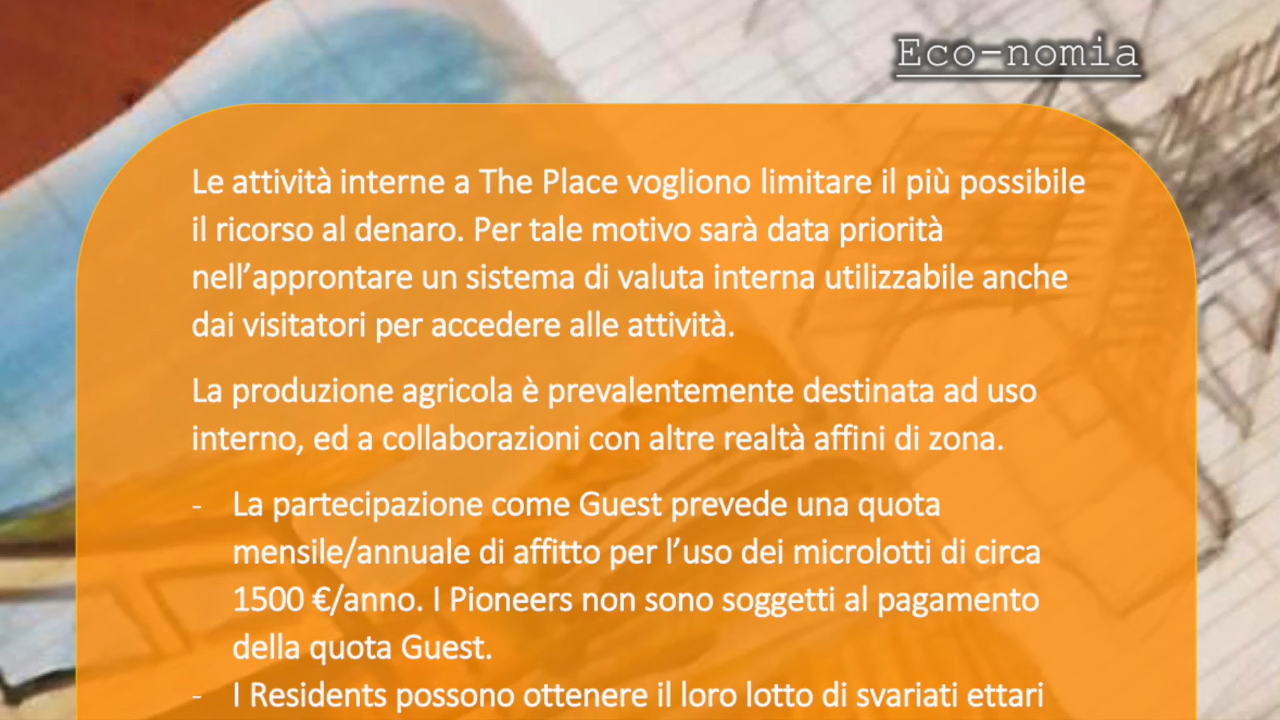 Eco-nomia
Le attività interne a The Place vogliono limitare il più possibile
il ricorso al denaro. Per tale motivo sarà data priorità
nell’approntare un sistema di valuta interna utilizzabile anche
dai visitatori per accedere alle attività.
La produzione agricola è prevalentemente destinata ad uso
interno, ed a collaborazioni con altre realtà affini di zona.
- La partecipazione come Guest prevede una quota
mensile/annuale di affitto per l’uso dei microlotti di circa
1500 €/anno. I Pioneers non sono soggetti al pagamento
della quota Guest.
- I Residents possono ottenere il loro lotto di svariati ettari